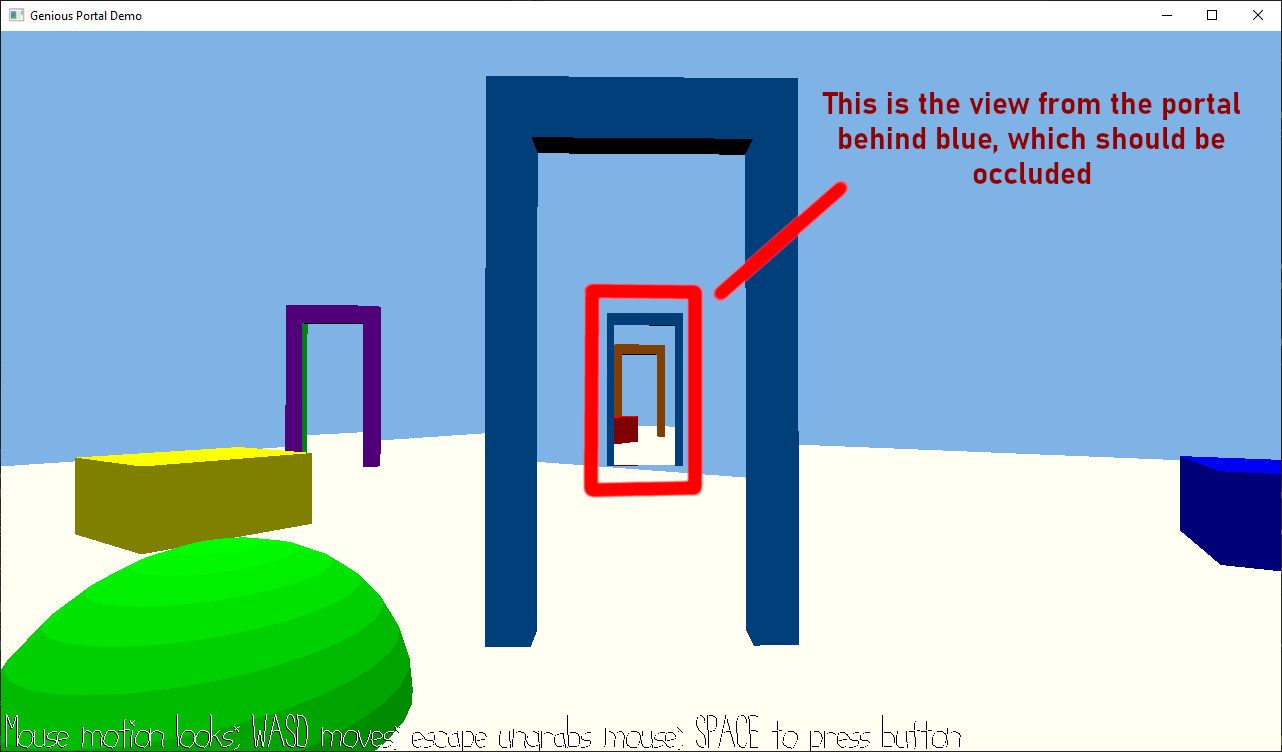 Genious Portal Demo
This is the view from the portal
behind blue, which should be
occluded
Mouse motion looks; WASD moves; escape ungrabs mouse; SPACE to press button